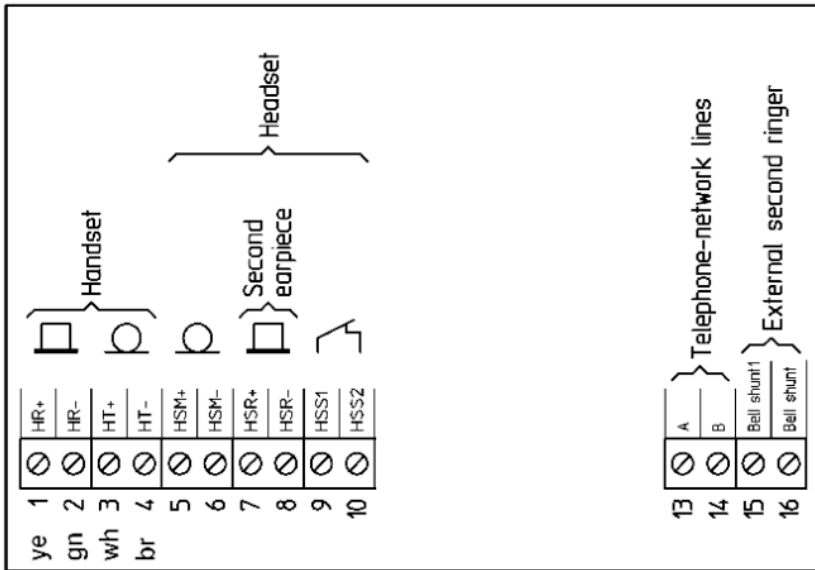 Headset
Handset
Second
earpiece
Telephone-network lines
External second ringer
HR+
HR-
HT+
HT-
HSM+
HSM-
HSR+
HSR-
HSS1
HSS2
A
B
Bell shunt1
Bell shunt
1
2
3
4
5
6
7
8
9
10
13
14
15
16
ye
gn
wh
br